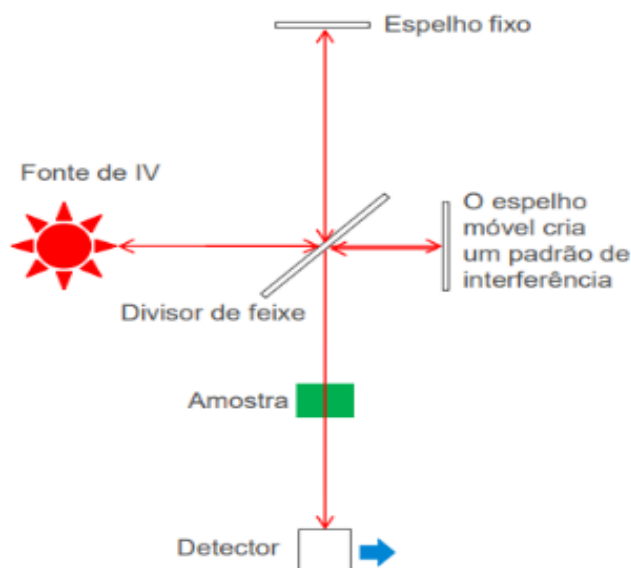 Espelho fixo
Fonte de IV
O espelho
móvel cria
um padrão de
interferência
Divisor de feixe
Amostra
Detector